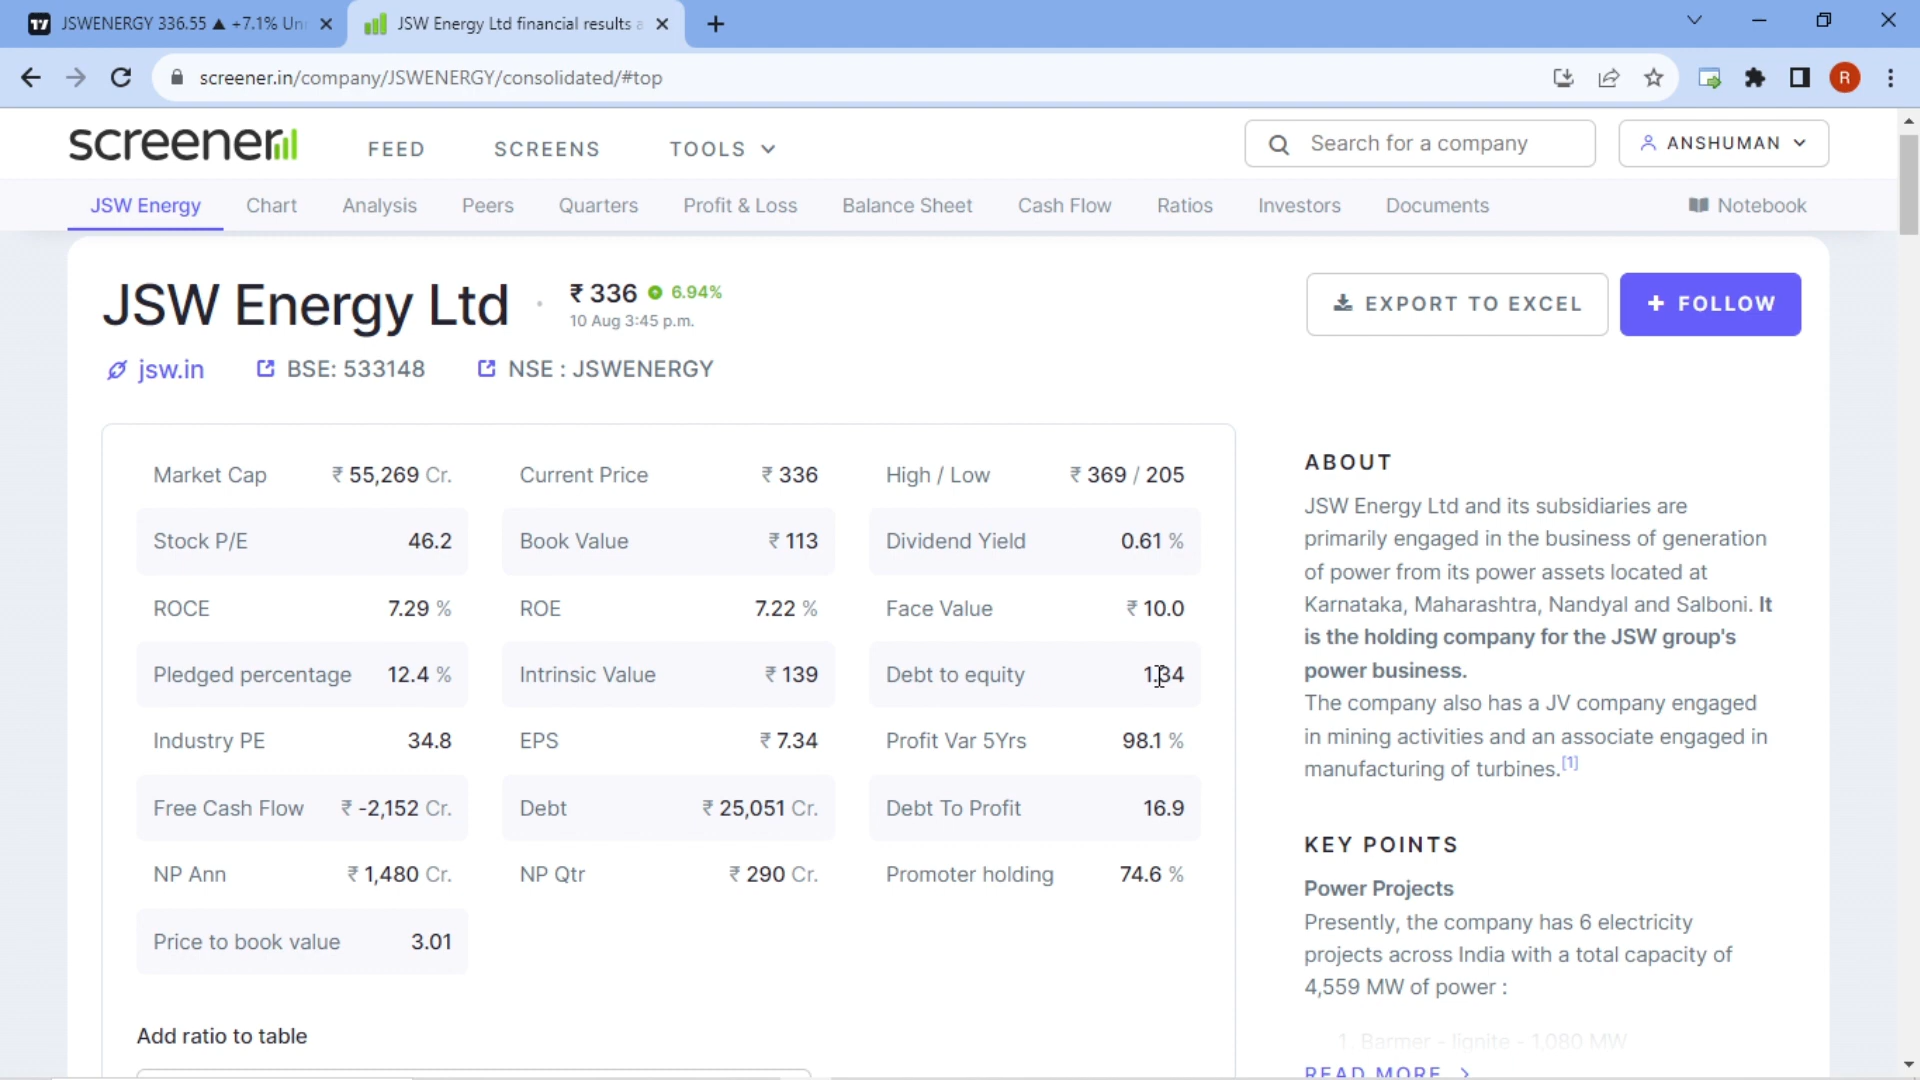 JSWENERGY 336.55 ▲ +7.1% Un
JSW Energy Ltd financial results a
screener.in/company/JSWENERGY/consolidated/#top
R
screener
FEED
SCREENS
TOOLS
Search for a company
ANSHUMAN
JSW Energy
Chart
Analysis
Peers
Quarters
Profit & Loss
Balance Sheet
Cash Flow
Ratios
Investors
Documents
Notebook
JSW Energy Ltd
₹ 336 6.94%
10 Aug 3:45 p.m.
EXPORT TO EXCEL
+ FOLLOW
jsw.in
BSE: 533148
NSE : JSWENERGY
Market Cap ₹ 55,269 Cr.
Current Price ₹ 336
High / Low ₹ 369 / 205
Stock P/E 46.2
Book Value ₹ 113
Dividend Yield 0.61 %
ROCE 7.29 %
ROE 7.22 %
Face Value ₹ 10.0
Pledged percentage 12.4 %
Intrinsic Value ₹ 139
Debt to equity 1.34
Industry PE 34.8
EPS ₹ 7.34
Profit Var 5Yrs 98.1 %
Free Cash Flow ₹ -2,152 Cr.
Debt ₹ 25,051 Cr.
Debt To Profit 16.9
NP Ann ₹ 1,480 Cr.
NP Qtr ₹ 290 Cr.
Promoter holding 74.6 %
Price to book value 3.01
Add ratio to table
ABOUT
JSW Energy Ltd and its subsidiaries are
primarily engaged in the business of generation
of power from its power assets located at
Karnataka, Maharashtra, Nandyal and Salboni. It
is the holding company for the JSW group's
power business.
The company also has a JV company engaged
in mining activities and an associate engaged in
manufacturing of turbines.[1]
KEY POINTS
Power Projects
Presently, the company has 6 electricity
projects across India with a total capacity of
4,559 MW of power :
1. Barmer - lignite - 1,080 MW
READ MORE